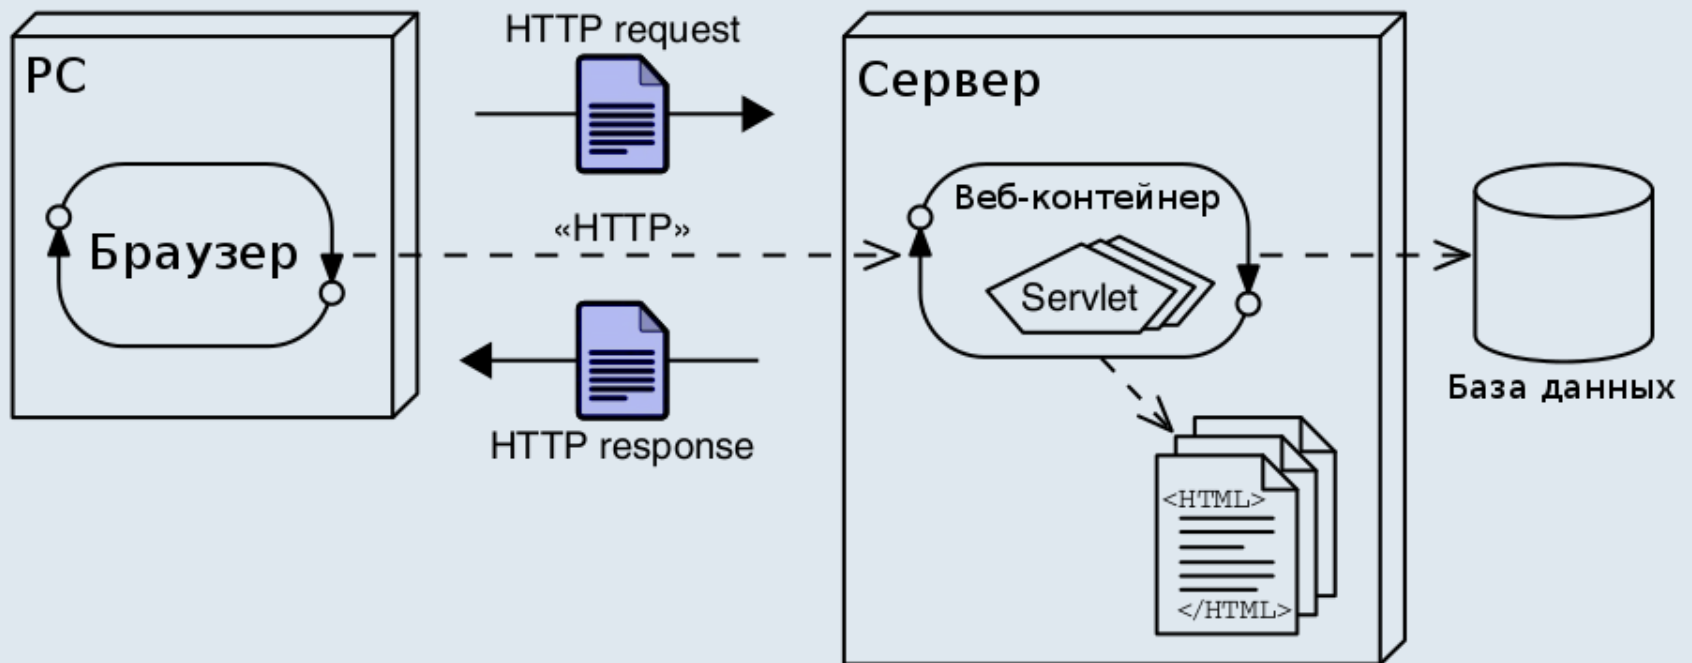 PC
Браузер
HTTP request
«HTTP»
HTTP response
Сервер
Веб-контейнер
Servlet
<HTML>
</HTML>
База данных